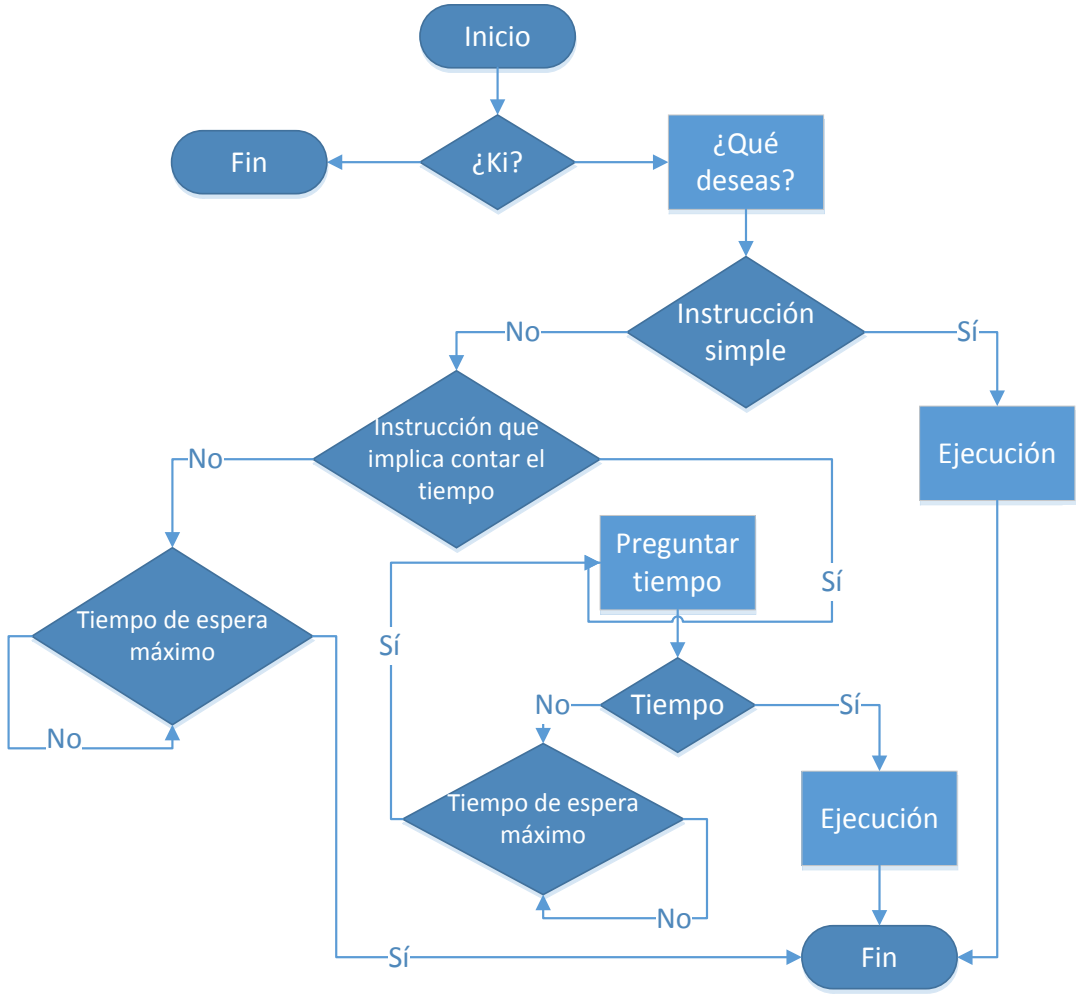 Inicio
Fin
¿Ki?
¿Qué
deseas?
Instrucción
simple
No
Sí
Instrucción que
implica contar el
tiempo
No
Ejecución
Preguntar
tiempo
Sí
Tiempo de espera
máximo
Sí
No
Tiempo
No
Sí
Tiempo de espera
máximo
Ejecución
No
Sí
Fin